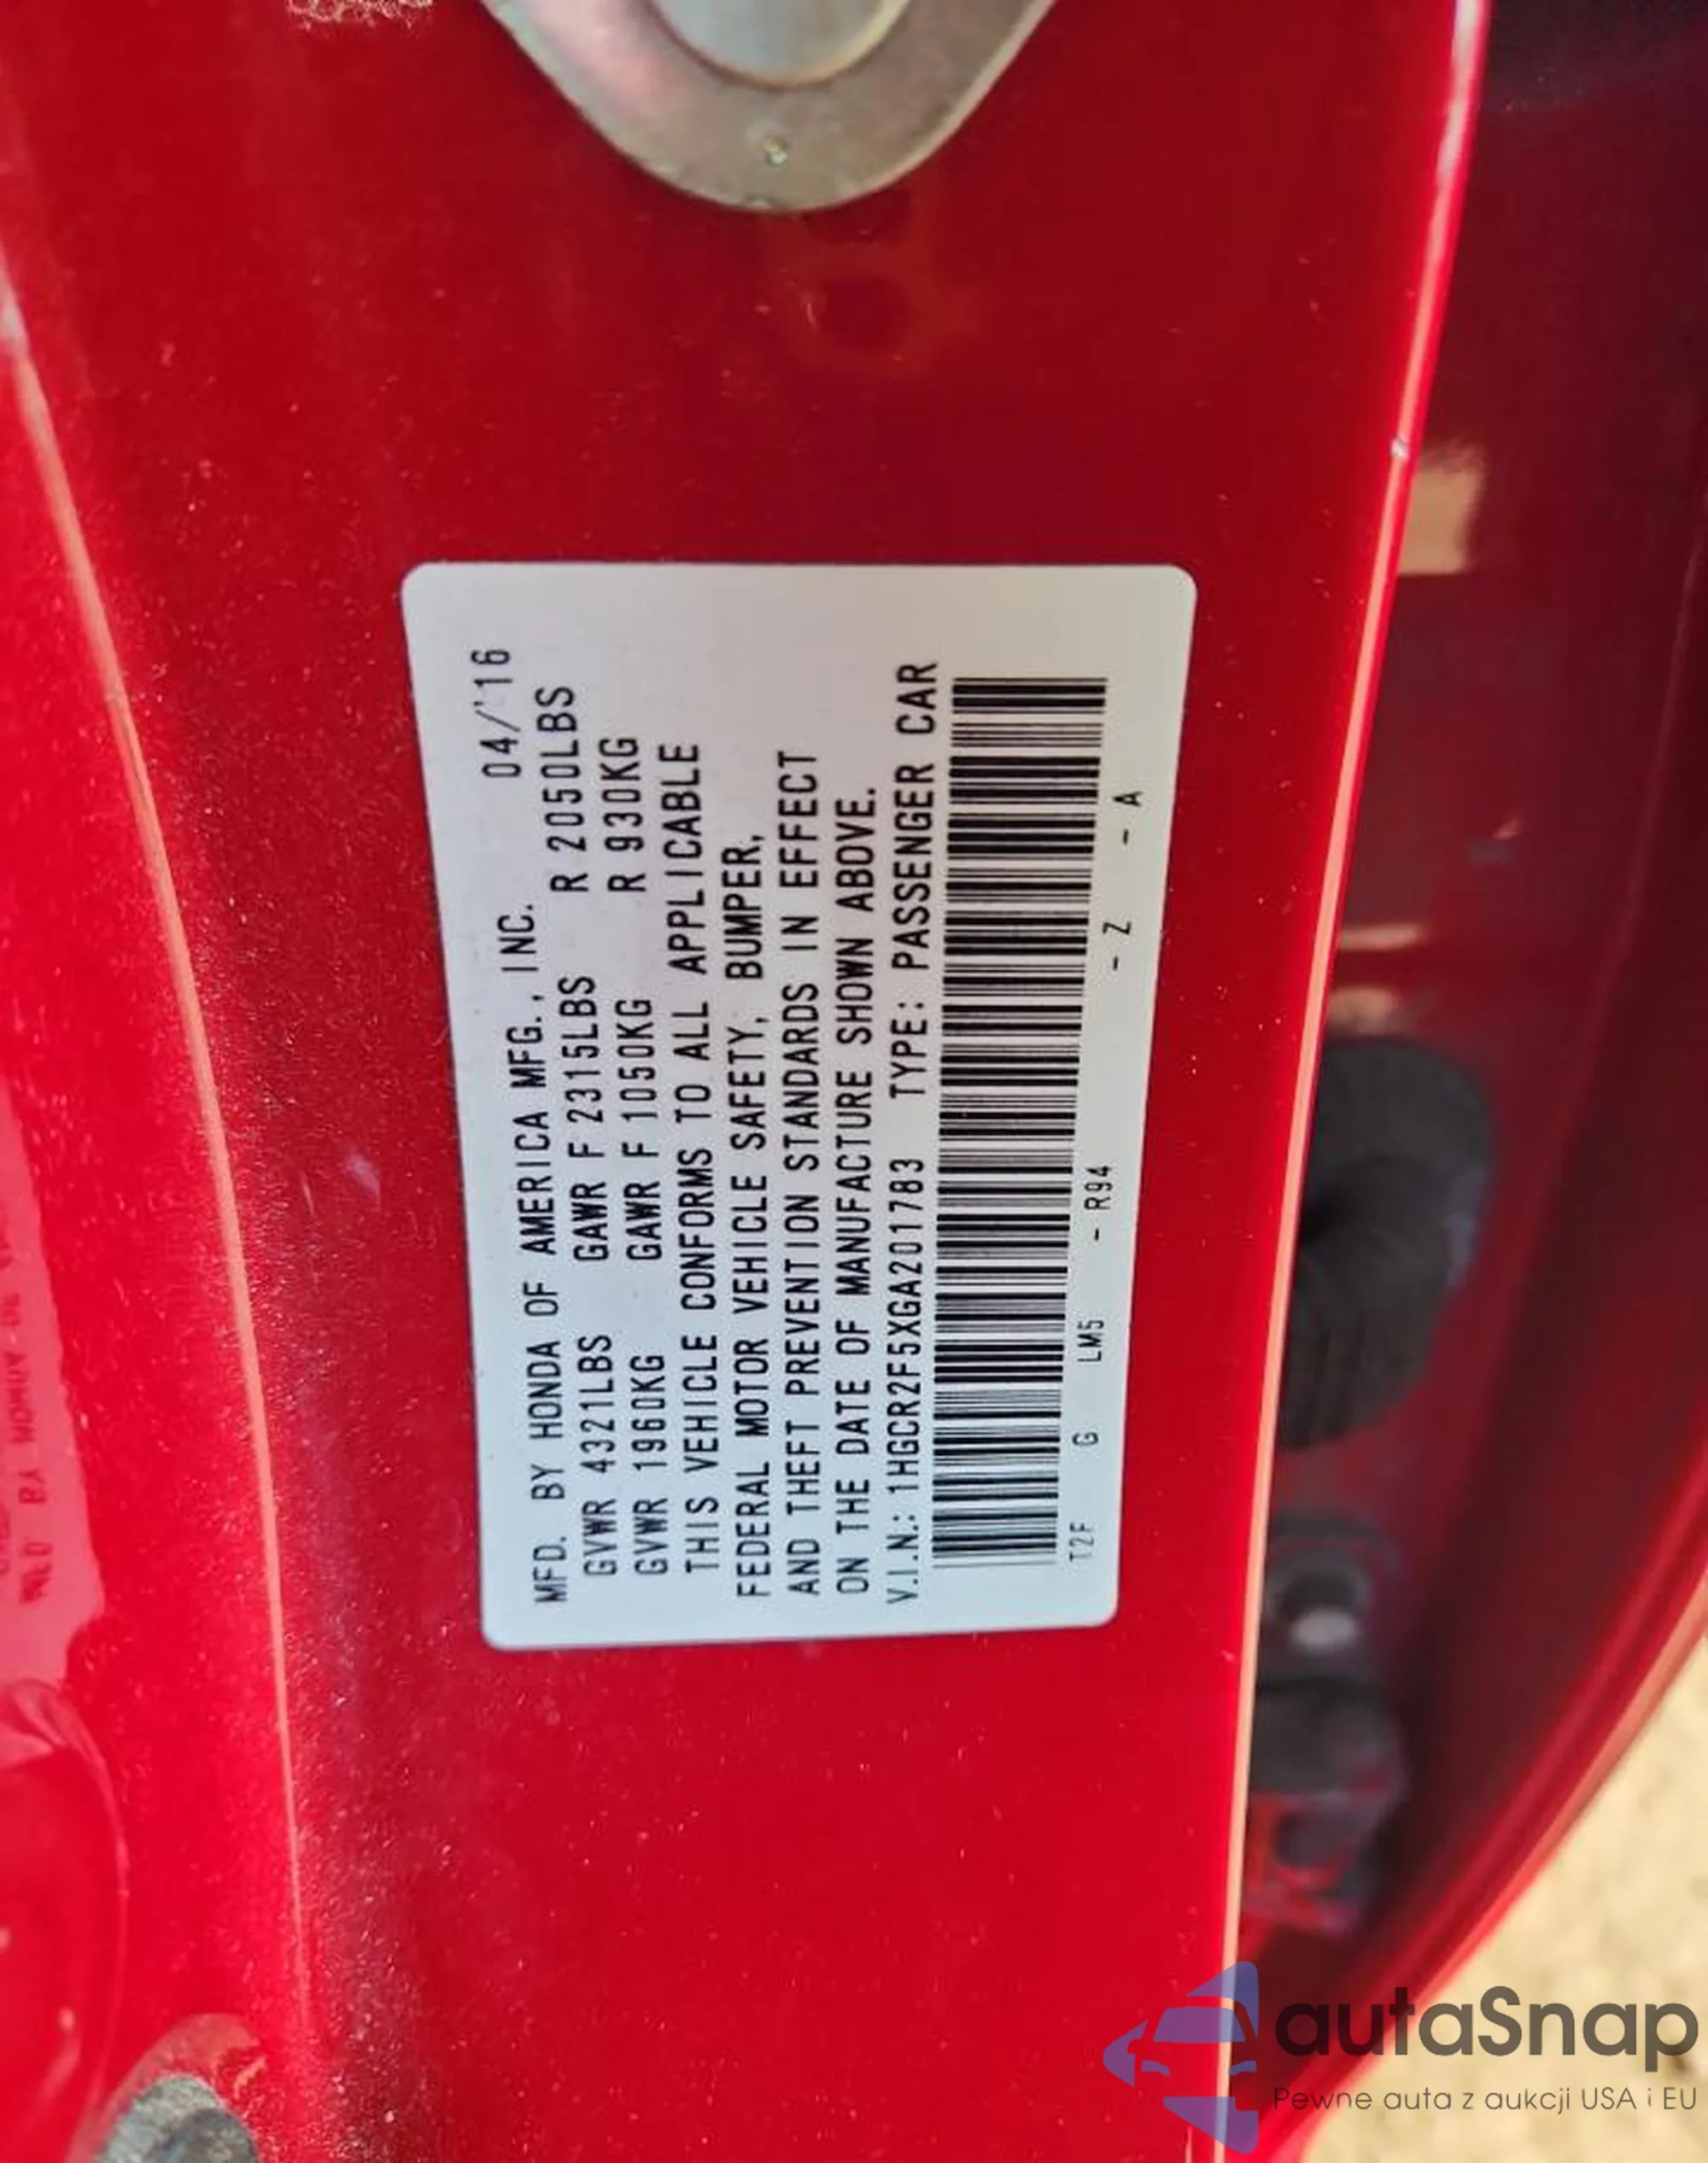 MFD. BY HONDA OF AMERICA MFG., INC. 04/'16
GVWR 4321LBS GAWR F 2315LBS R 2050LBS
GVWR 1960KG GAWR F 1050KG R 930KG
THIS VEHICLE CONFORMS TO ALL APPLICABLE
FEDERAL MOTOR VEHICLE SAFETY, BUMPER,
AND THEFT PREVENTION STANDARDS IN EFFECT
ON THE DATE OF MANUFACTURE SHOWN ABOVE.
V.I.N.: 1HGCR2F5XGA201783 TYPE: PASSENGER CAR
T2F G LM5 - R94 - Z - A
autaSnap
Pewne auta z aukcji USA i EU